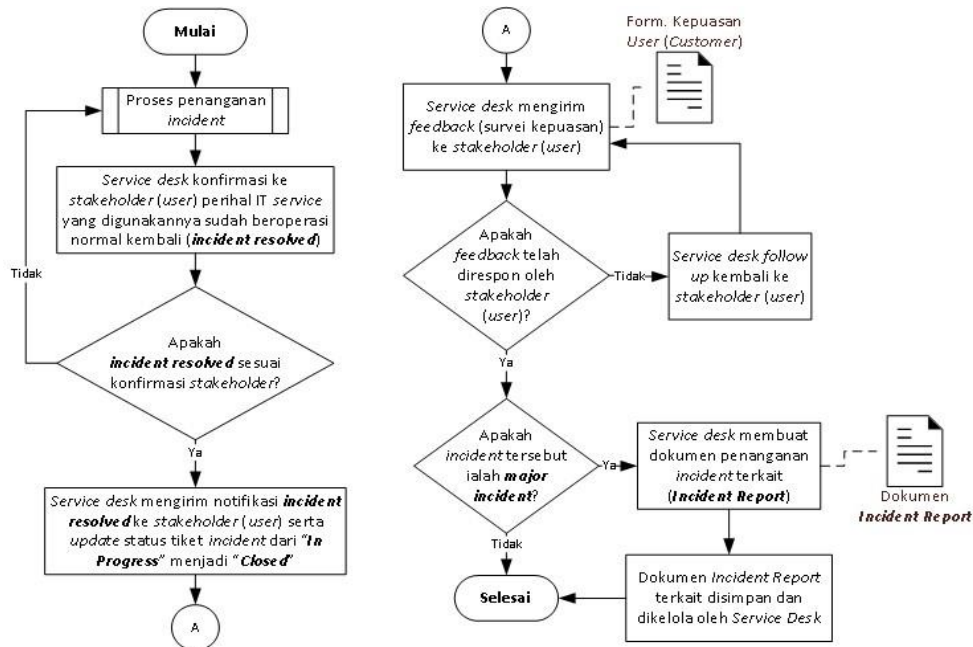 Mulai
Proses penanganan
incident
Service desk konfirmasi ke
stakeholder (user) perihal IT service
yang digunakannya sudah beroperasi
normal kembali (incident resolved)
Tidak
Apakah
incident resolved sesuai
konfirmasi stakeholder?
Ya
Service desk mengirim notifikasi incident
resolved ke stakeholder (user) serta
update status tiket incident dari “In
Progress” menjadi “Closed”
A
A
Form. Kepuasan
User (Customer)
Service desk mengirim
feedback (survei kepuasan)
ke stakeholder (user)
Apakah
feedback telah
direspon oleh
stakeholder
(user)?
Tidak
Service desk follow
up kembali ke
stakeholder (user)
Ya
Apakah
incident tersebut
ialah major
incident?
Ya
Service desk membuat
dokumen penanganan
incident terkait
(Incident Report)
Dokumen
Incident Report
Tidak
Selesai
Dokumen Incident Report
terkait disimpan dan
dikelola oleh Service Desk